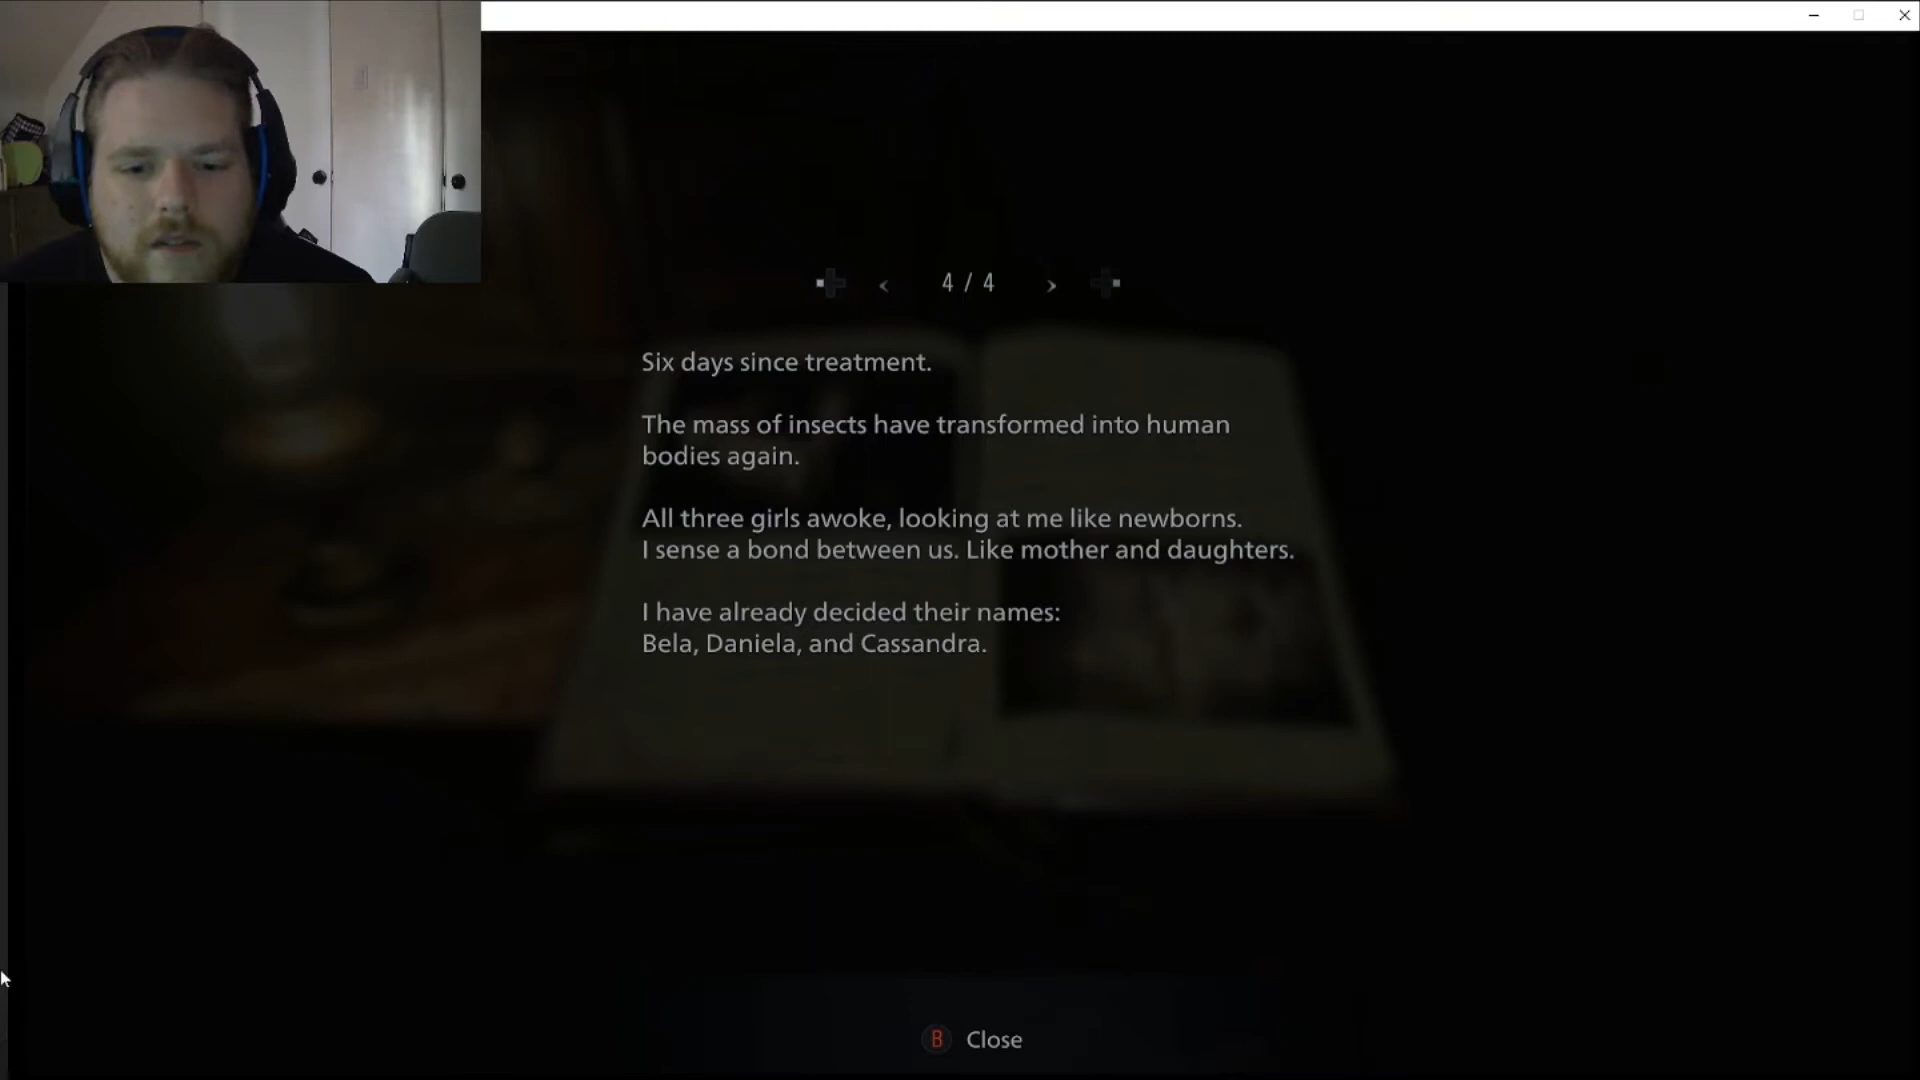 4 / 4
Six days since treatment.
The mass of insects have transformed into human
bodies again.
All three girls awoke, looking at me like newborns.
I sense a bond between us. Like mother and daughters.
I have already decided their names:
Bela, Daniela, and Cassandra.
B Close